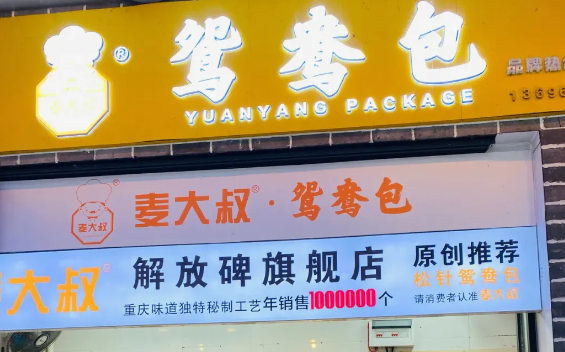 鸳鸯包
YUANYANG PACKAGE
品牌热
13696
麦大叔
麦大叔®·鸳鸯包
大叔®
解放碑旗舰店
重庆味道独特秘制工艺年销售1000000个
原创推荐
松针鸳鸯包
请消费者认准麦大叔